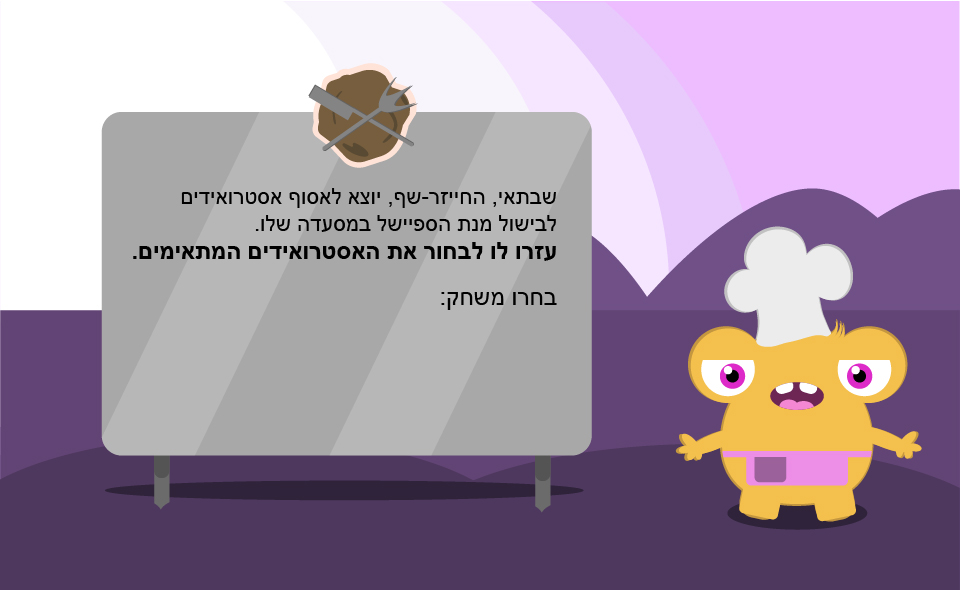 שבתאי, החייזר-שף, יוצא לאסוף אסטרואידים
לבישול מנת הספיישל במסעדה שלו.
עזרו לו לבחור את האסטרואידים המתאימים.
בחרו משחק: